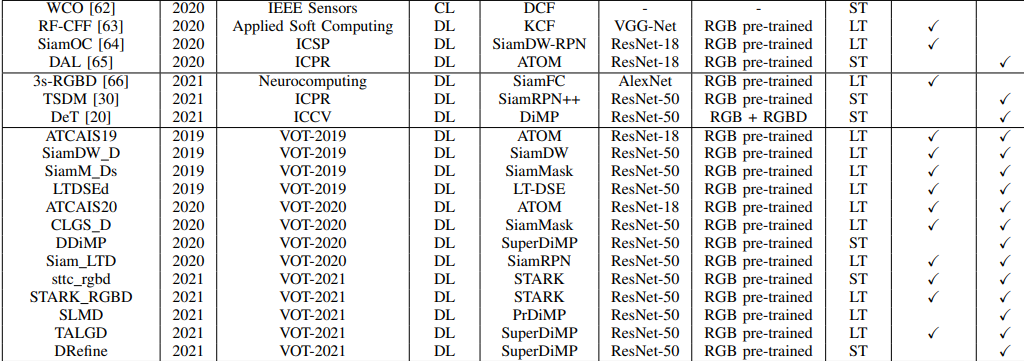 WCO [62] 2020 IEEE Sensors CL DCF - - ST
RF-CFF [63] 2020 Applied Soft Computing DL KCF VGG-Net RGB pre-trained LT ✓
SiamOC [64] 2020 ICSP DL SiamDW-RPN ResNet-18 RGB pre-trained LT ✓
DAL [65] 2020 ICPR DL ATOM ResNet-18 RGB pre-trained LT ✓
3s-RGBD [66] 2021 Neurocomputing DL SiamFC AlexNet RGB pre-trained LT ✓
TSDM [30] 2021 ICPR DL SiamRPN++ ResNet-50 RGB pre-trained ST ✓
DeT [20] 2021 ICCV DL DiMP ResNet-50 RGB + RGBD ST ✓
ATCAIS19 2019 VOT-2019 DL ATOM ResNet-18 RGB pre-trained LT ✓ ✓
SiamDW_D 2019 VOT-2019 DL SiamDW ResNet-50 RGB pre-trained LT ✓ ✓
SiamM_Ds 2019 VOT-2019 DL SiamMask ResNet-50 RGB pre-trained LT ✓ ✓
LTDSEd 2019 VOT-2019 DL LT-DSE ResNet-50 RGB pre-trained LT ✓ ✓
ATCAIS20 2020 VOT-2020 DL ATOM ResNet-18 RGB pre-trained LT ✓ ✓
CLGS_D 2020 VOT-2020 DL SiamMask ResNet-50 RGB pre-trained LT ✓ ✓
DDiMP 2020 VOT-2020 DL SuperDiMP ResNet-50 RGB pre-trained ST ✓
Siam_LTD 2020 VOT-2020 DL SiamRPN ResNet-50 RGB pre-trained LT ✓ ✓
sttc_rgbd 2021 VOT-2021 DL STARK ResNet-50 RGB pre-trained ST ✓ ✓
STARK_RGBD 2021 VOT-2021 DL STARK ResNet-50 RGB pre-trained LT ✓ ✓
SLMD 2021 VOT-2021 DL PrDiMP ResNet-50 RGB pre-trained LT ✓
TALGD 2021 VOT-2021 DL SuperDiMP ResNet-50 RGB pre-trained LT ✓ ✓
DRefine 2021 VOT-2021 DL SuperDiMP ResNet-50 RGB pre-trained ST ✓